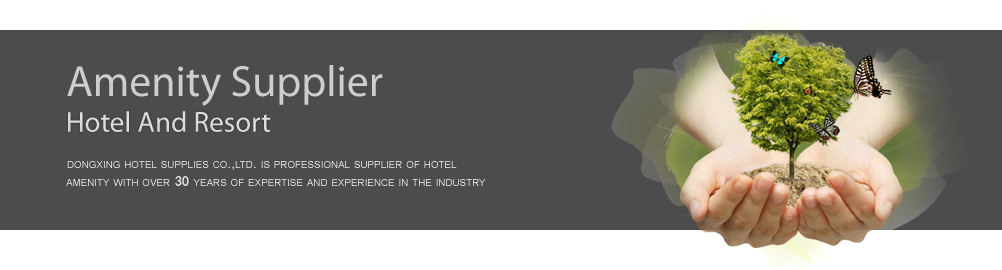 Amenity Supplier
Hotel And Resort
DONGXING HOTEL SUPPLIES CO.,LTD. IS PROFESSIONAL SUPPLIER OF HOTEL
AMENITY WITH OVER 30 YEARS OF EXPERTISE AND EXPERIENCE IN THE INDUSTRY